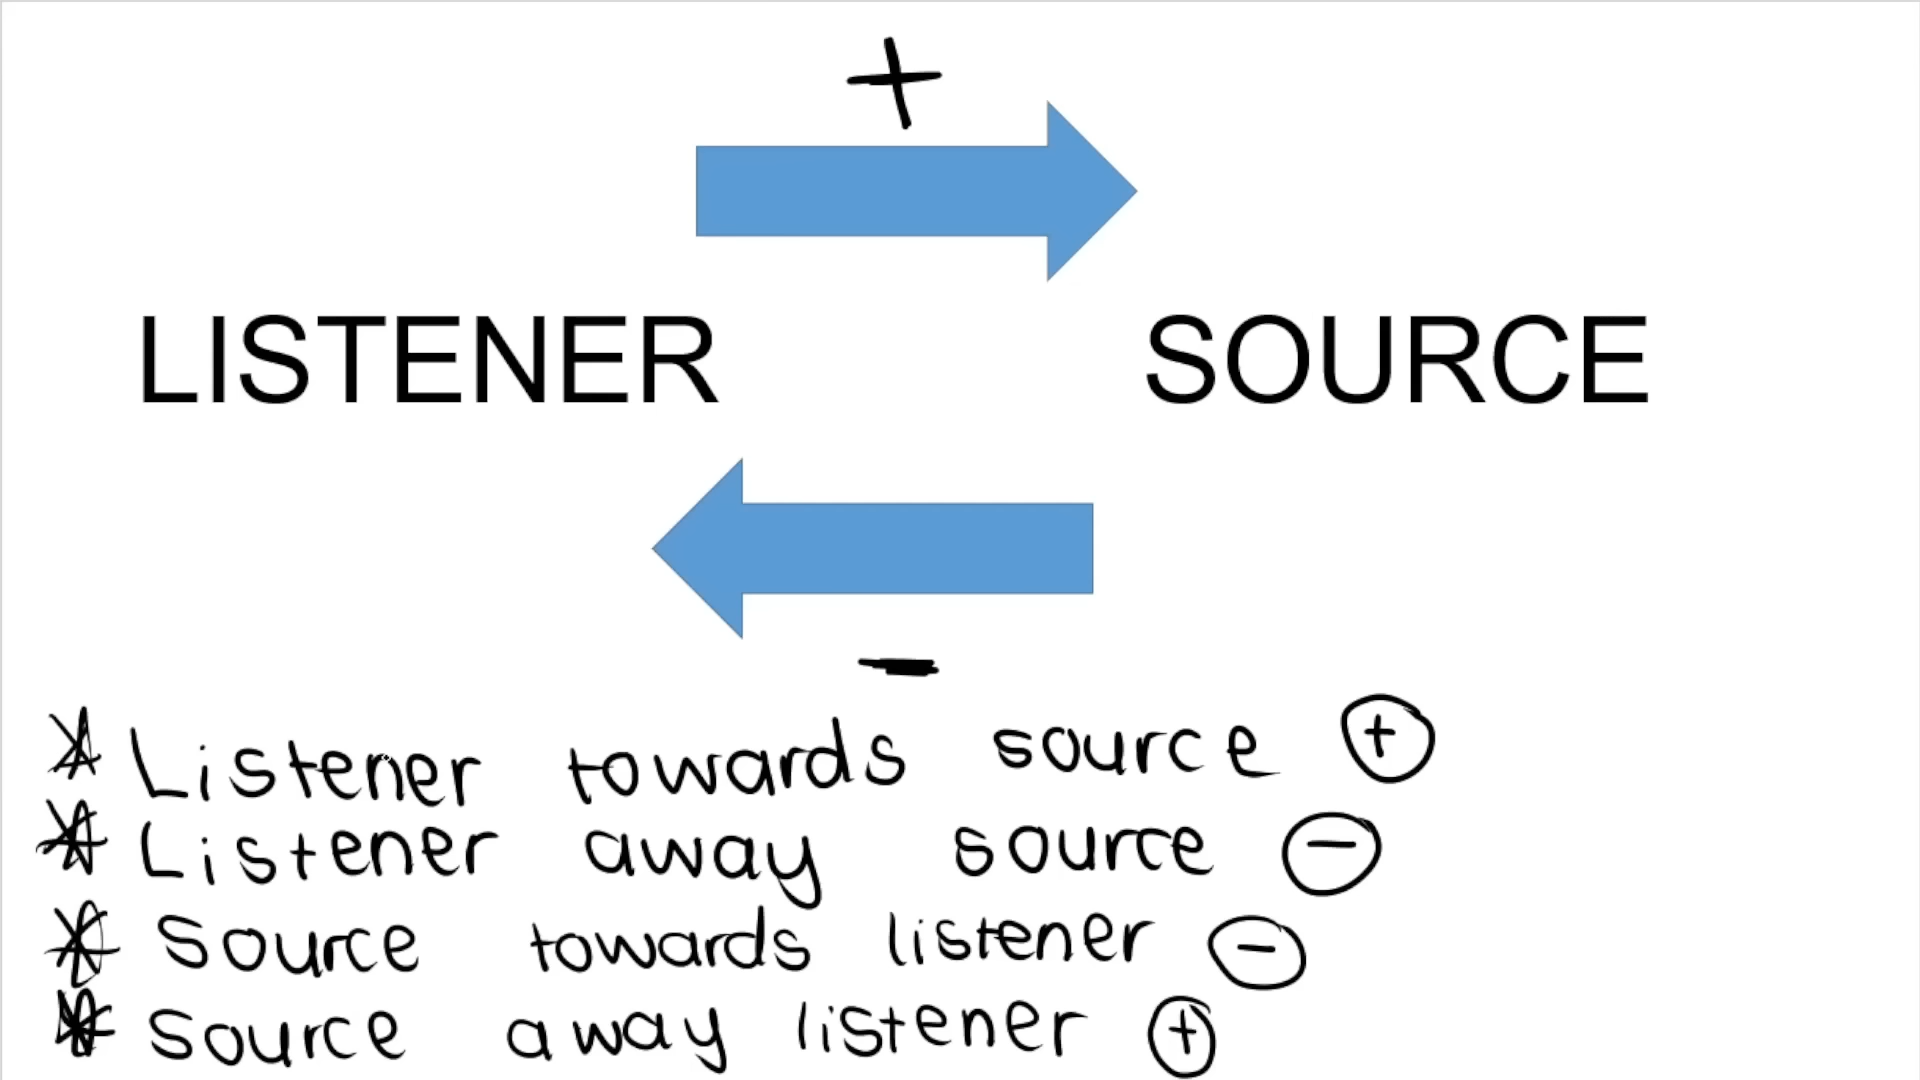 +
LISTENER SOURCE
-
* Listener towards source +
* Listener away source -
* Source towards listener -
* Source away listener +